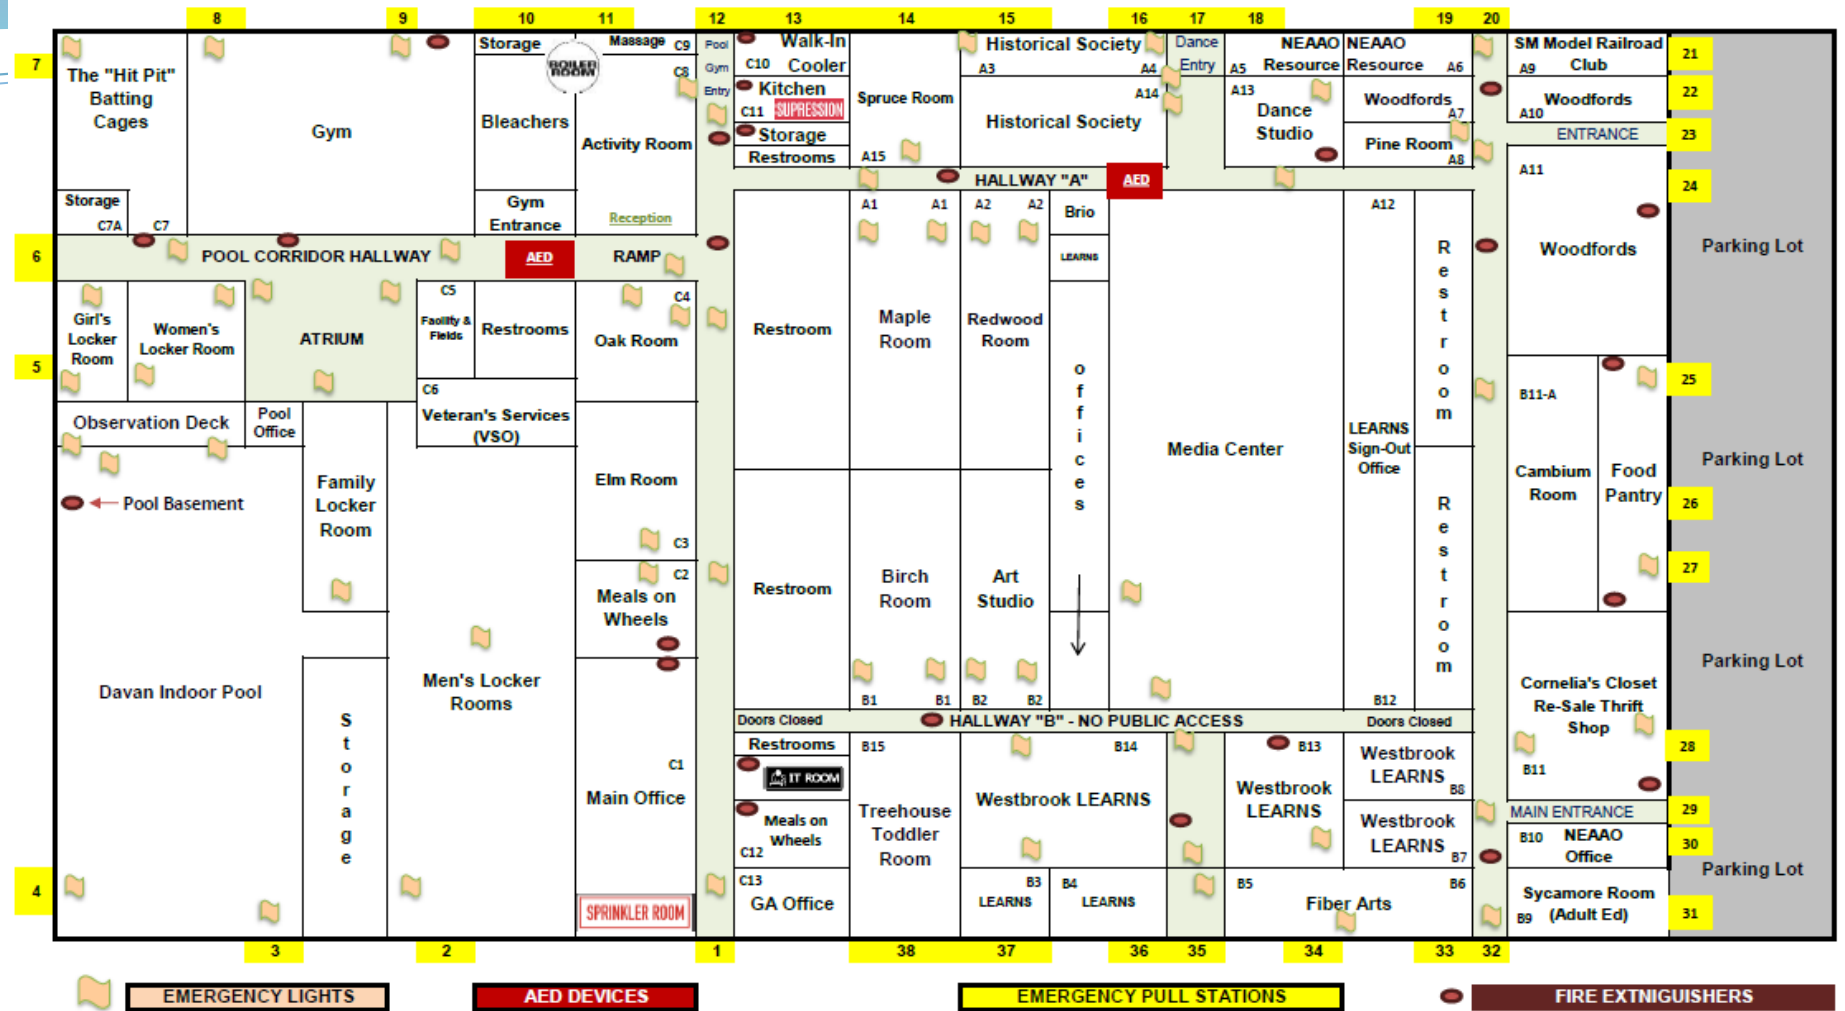 8
9
10
11
12
13
14
15
16
17
18
19
20
7
The "Hit Pit"
Batting
Cages
Gym
Storage
BOILER
ROOM
Massage C9
C8
Bleachers
Activity Room
Reception
Gym
Entrance
Storage
C7A
C7
Pool
Gym
Entry
Walk-In
C10 Cooler
Kitchen
C11 SUPRESSION
Storage
Restrooms
Spruce Room
A15
Historical Society
A3
A4
A14
Historical Society
Dance
Entry
NEAAO
A5 Resource
A13
Dance
Studio
NEAAO
Resource A6
Woodfords
A7
Pine Room
A8
SM Model Railroad
A9 Club
Woodfords
A10
ENTRANCE
21
22
23
24
HALLWAY "A"
AED
6
POOL CORRIDOR HALLWAY
AED
RAMP
Girl's
Locker
Room
Women's
Locker Room
ATRIUM
C5
Facility &
Fields
Restrooms
C4
Oak Room
5
Observation Deck
Pool
Office
C6
Veteran's Services
(VSO)
Pool Basement
Family
Locker
Room
Elm Room
C3
C2
Meals on
Wheels
Davan Indoor Pool
Storage
Men's Locker
Rooms
C1
Main Office
SPRINKLER ROOM
4
Restroom
Restroom
A1
A1
Maple
Room
A2
A2
Redwood
Room
Brio
LEARNS
offices
Birch
Room
B1
B1
Art
Studio
B2
B2
Media Center
A12
LEARNS
Sign-Out
Office
B12
Restroom
Restroom
A11
Woodfords
B11-A
Cambium
Room
Food
Pantry
Cornelia's Closet
Re-Sale Thrift
Shop
B11
25
26
27
28
29
30
31
Parking Lot
Parking Lot
Parking Lot
Parking Lot
Doors Closed
HALLWAY "B" - NO PUBLIC ACCESS
Doors Closed
Restrooms
IT ROOM
Meals on
Wheels
C12
C13
GA Office
B15
Treehouse
Toddler
Room
B14
Westbrook LEARNS
B3
LEARNS
B4
LEARNS
B13
Westbrook
LEARNS
Westbrook
LEARNS
B8
Westbrook
LEARNS
B7
B5
B6
Fiber Arts
MAIN ENTRANCE
B10 NEAAO
Office
Sycamore Room
B9 (Adult Ed)
3
2
1
38
37
36
35
34
33
32
EMERGENCY LIGHTS
AED DEVICES
EMERGENCY PULL STATIONS
FIRE EXTNIGUISHERS